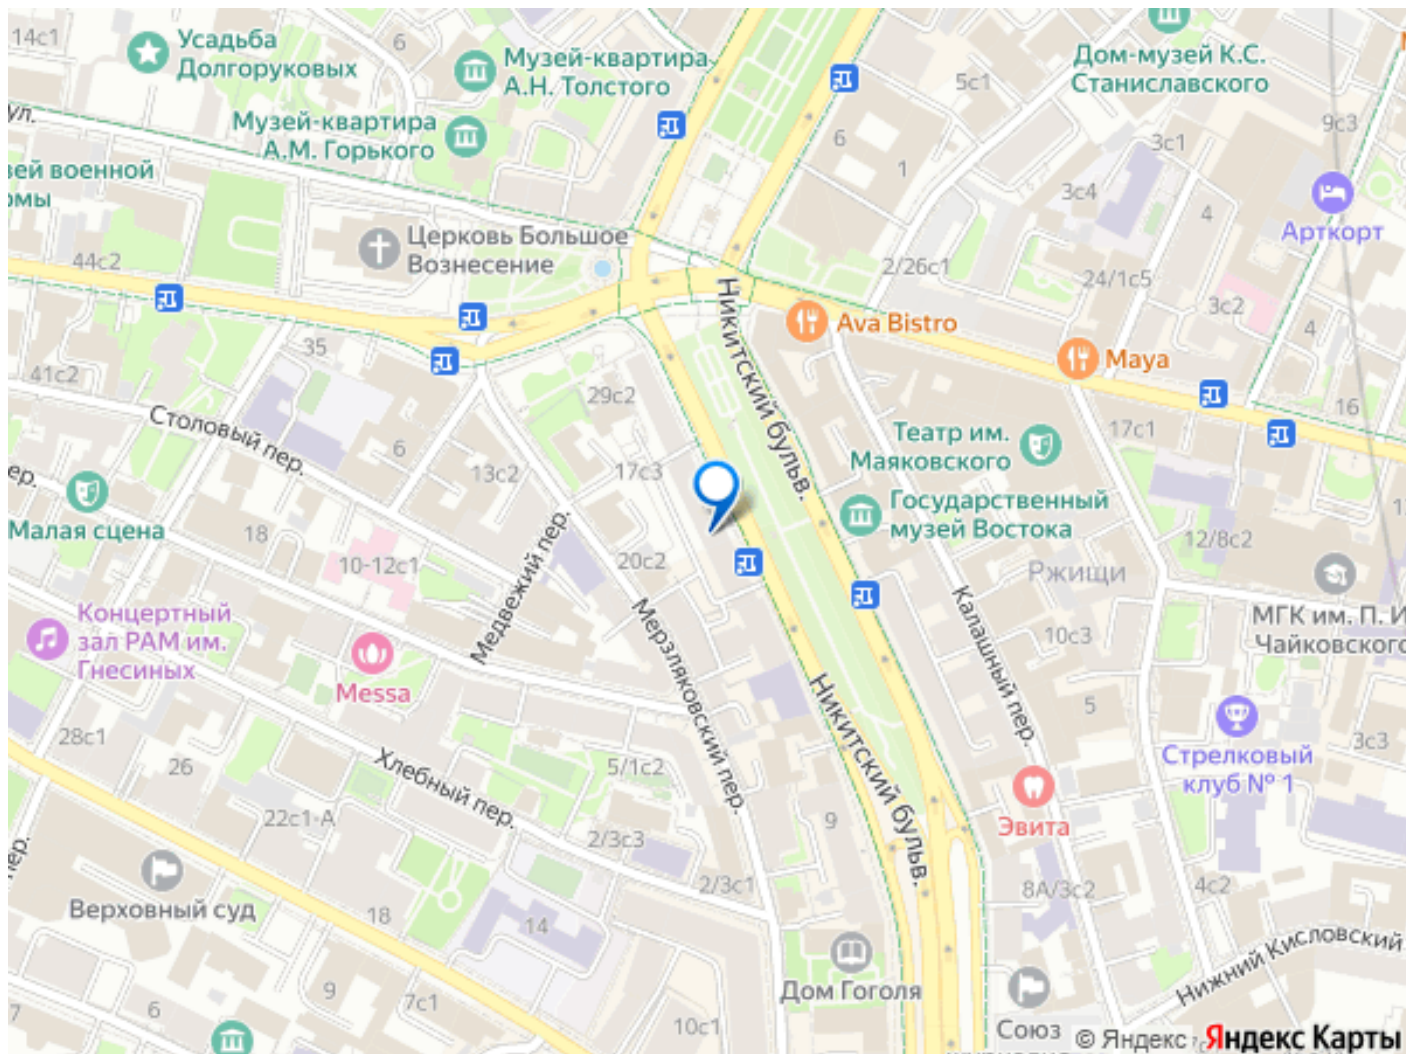 14с1
Усадьба
Долгоруковых
6
Музей-квартира
А.Н. Толстого
Дом-музей К.С.
Станиславского
5с1
9с3
ул.
Музей-квартира
А.М. Горького
6
1
3с1
3с4
4
зей военной
Арткорт
44с2
Церковь Большое
Вознесение
2/26с1
24/1с5
3с2
4
Никитский бульв.
Ava Bistro
Maya
35
41с2
29с2
16
17с1
Столовый пер.
6
13с2
17с3
Театр им.
Маяковского
Государственный
музей Востока
ер.
Малая сцена
18
10-12с1
Медвежий пер.
20с2
12/8с2
Ржищи
МГК им. П. И
Чайковского
Концертный
зал РАМ им.
Гнесиных
Messa
Мерзляковский пер.
Калашный пер.
10с3
5
28с1
26
Хлебный пер.
5/1с2
Никитский бульв.
Стрелковый
клуб № 1
3с3
22с1-А
2/3с3
9
Эвита
пер.
Верховный суд
18
2/3с1
14
8А/3с2
4с2
Нижний Кисловский
Дом Гоголя
9
7с1
6
7
10с1
Союз
© Яндекс
Яндекс Карты